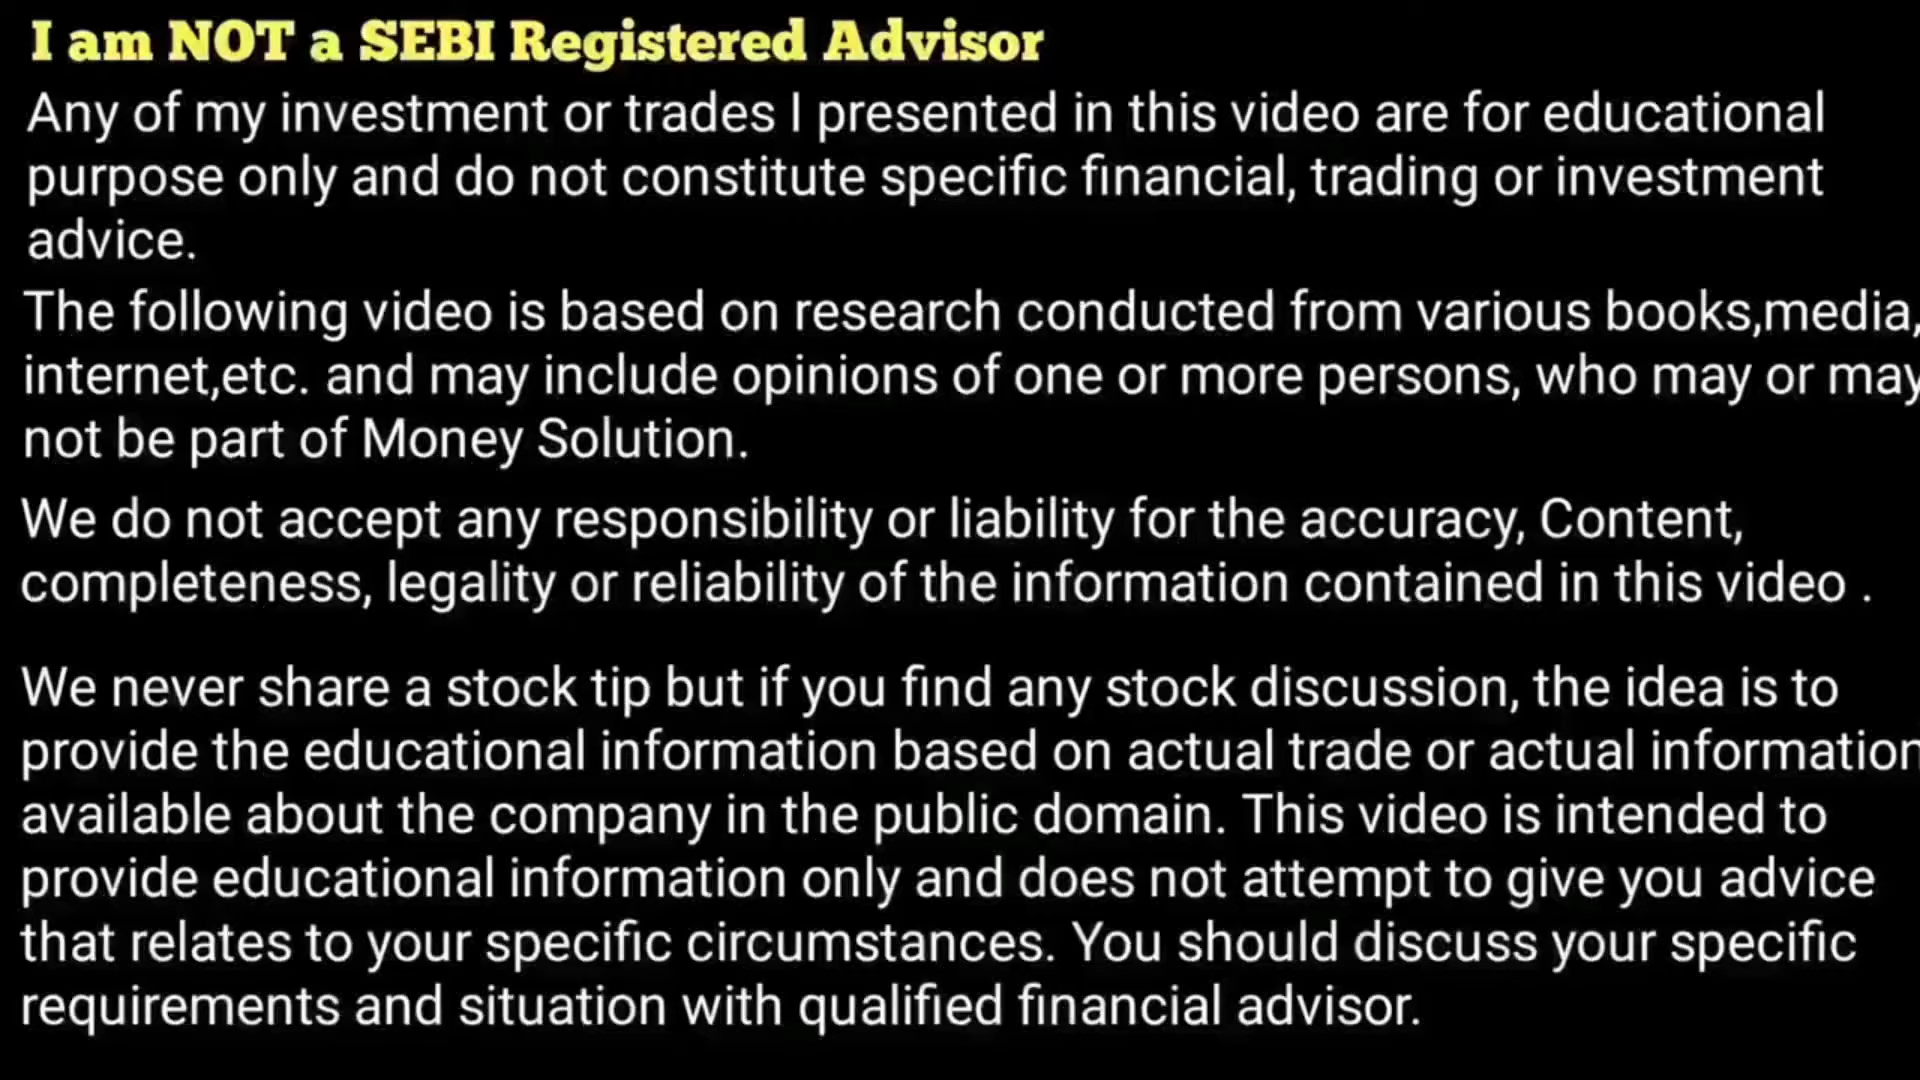 I am NOT a SEBI Registered Advisor
Any of my investment or trades I presented in this video are for educational
purpose only and do not constitute specific financial, trading or investment
advice.
The following video is based on research conducted from various books,media,
internet,etc. and may include opinions of one or more persons, who may or may
not be part of Money Solution.
We do not accept any responsibility or liability for the accuracy, Content,
completeness, legality or reliability of the information contained in this video .
We never share a stock tip but if you find any stock discussion, the idea is to
provide the educational information based on actual trade or actual information
available about the company in the public domain. This video is intended to
provide educational information only and does not attempt to give you advice
that relates to your specific circumstances. You should discuss your specific
requirements and situation with qualified financial advisor.